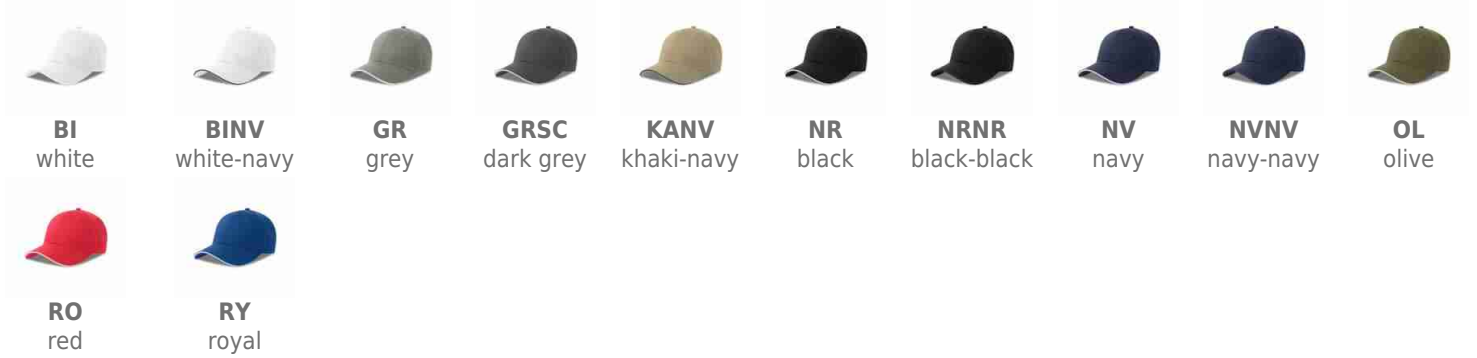 BI BINV GR GRSC KANV NR NRNR NV NVNV OL
white white-navy grey dark grey khaki-navy black black-black navy navy-navy olive
RO RY
red royal